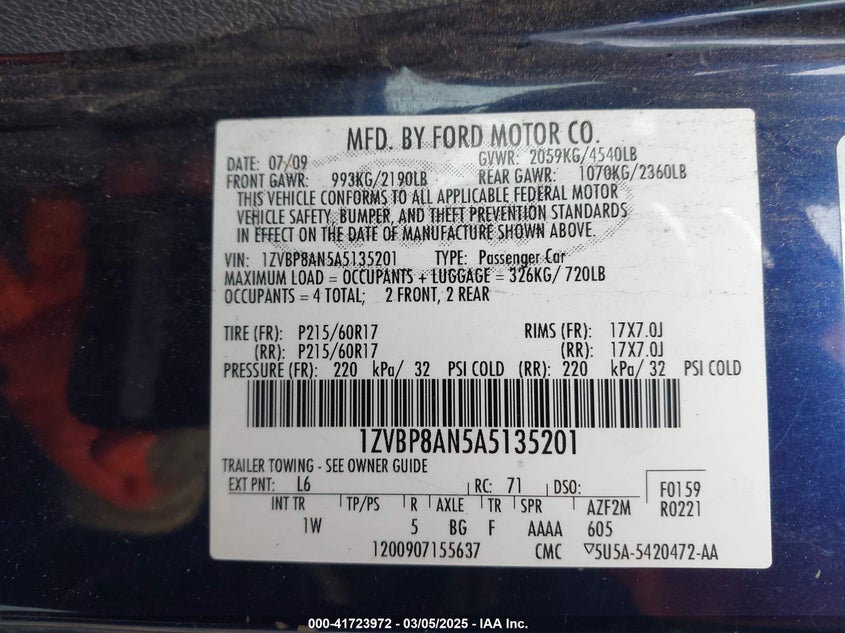 MFD. BY FORD MOTOR CO.
DATE: 07/09 GVWR: 2059KG/4540LB
FRONT GAWR: 993KG/2190LB REAR GAWR: 1070KG/2360LB
THIS VEHICLE CONFORMS TO ALL APPLICABLE FEDERAL MOTOR
VEHICLE SAFETY, BUMPER, AND THEFT PREVENTION STANDARDS
IN EFFECT ON THE DATE OF MANUFACTURE SHOWN ABOVE.
VIN: 1ZVBP8AN5A5135201 TYPE: Passenger Car
MAXIMUM LOAD = OCCUPANTS + LUGGAGE = 326KG/ 720LB
OCCUPANTS = 4 TOTAL; 2 FRONT, 2 REAR
TIRE (FR): P215/60R17 RIMS (FR): 17X7.0J
(RR): P215/60R17 (RR): 17X7.0J
PRESSURE (FR): 220 kPa/ 32 PSI COLD (RR): 220 kPa/ 32 PSI COLD
1ZVBP8AN5A5135201
TRAILER TOWING - SEE OWNER GUIDE
EXT PNT: L6 RC: 71 DSO: F0159
INT TR TP/PS R AXLE TR SPR AZF2M R0221
1W 5 BG F AAAA 605
1200907155637 CMC ▽5U5A-5420472-AA
000-41723972 - 03/05/2025 - IAA Inc.